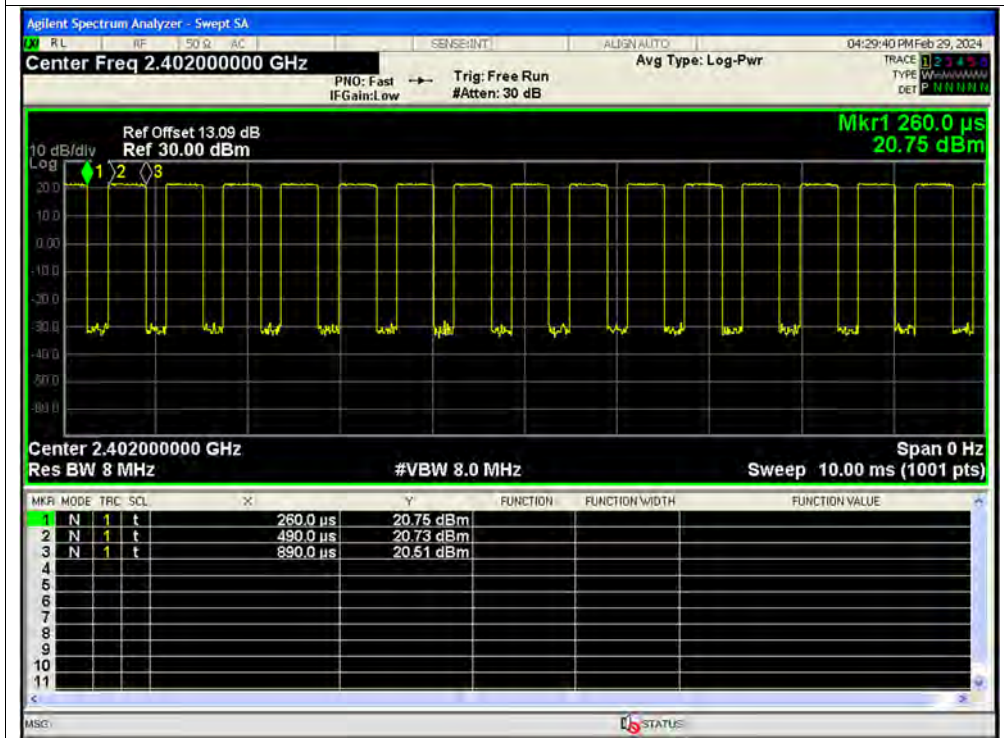 Agilent Spectrum Analyzer - Swept SA
RL RF 50 Ω AC SENSE:INT ALIGN AUTO 04:29:40 PM Feb 29, 2024
Center Freq 2.402000000 GHz Avg Type: Log-Pwr TRACE 1 2 3 4 5 6
PNO: Fast Trig: Free Run TYPE W
IFGain:Low #Atten: 30 dB DET P N N N N N
Mkr1 260.0 µs
20.75 dBm
Ref Offset 13.09 dB
10 dB/div Ref 30.00 dBm
Log
1 2 3
20.0
10.0
0.00
-10.0
-20.0
-30.0
-40.0
-50.0
-60.0
Center 2.402000000 GHz Span 0 Hz
Res BW 8 MHz #VBW 8.0 MHz Sweep 10.00 ms (1001 pts)
MKR MODE TRC SCL X Y FUNCTION FUNCTION WIDTH FUNCTION VALUE
1 N 1 t 260.0 µs 20.75 dBm
2 N 1 t 490.0 µs 20.73 dBm
3 N 1 t 890.0 µs 20.51 dBm
4
5
6
7
8
9
10
11
MSG STATUS